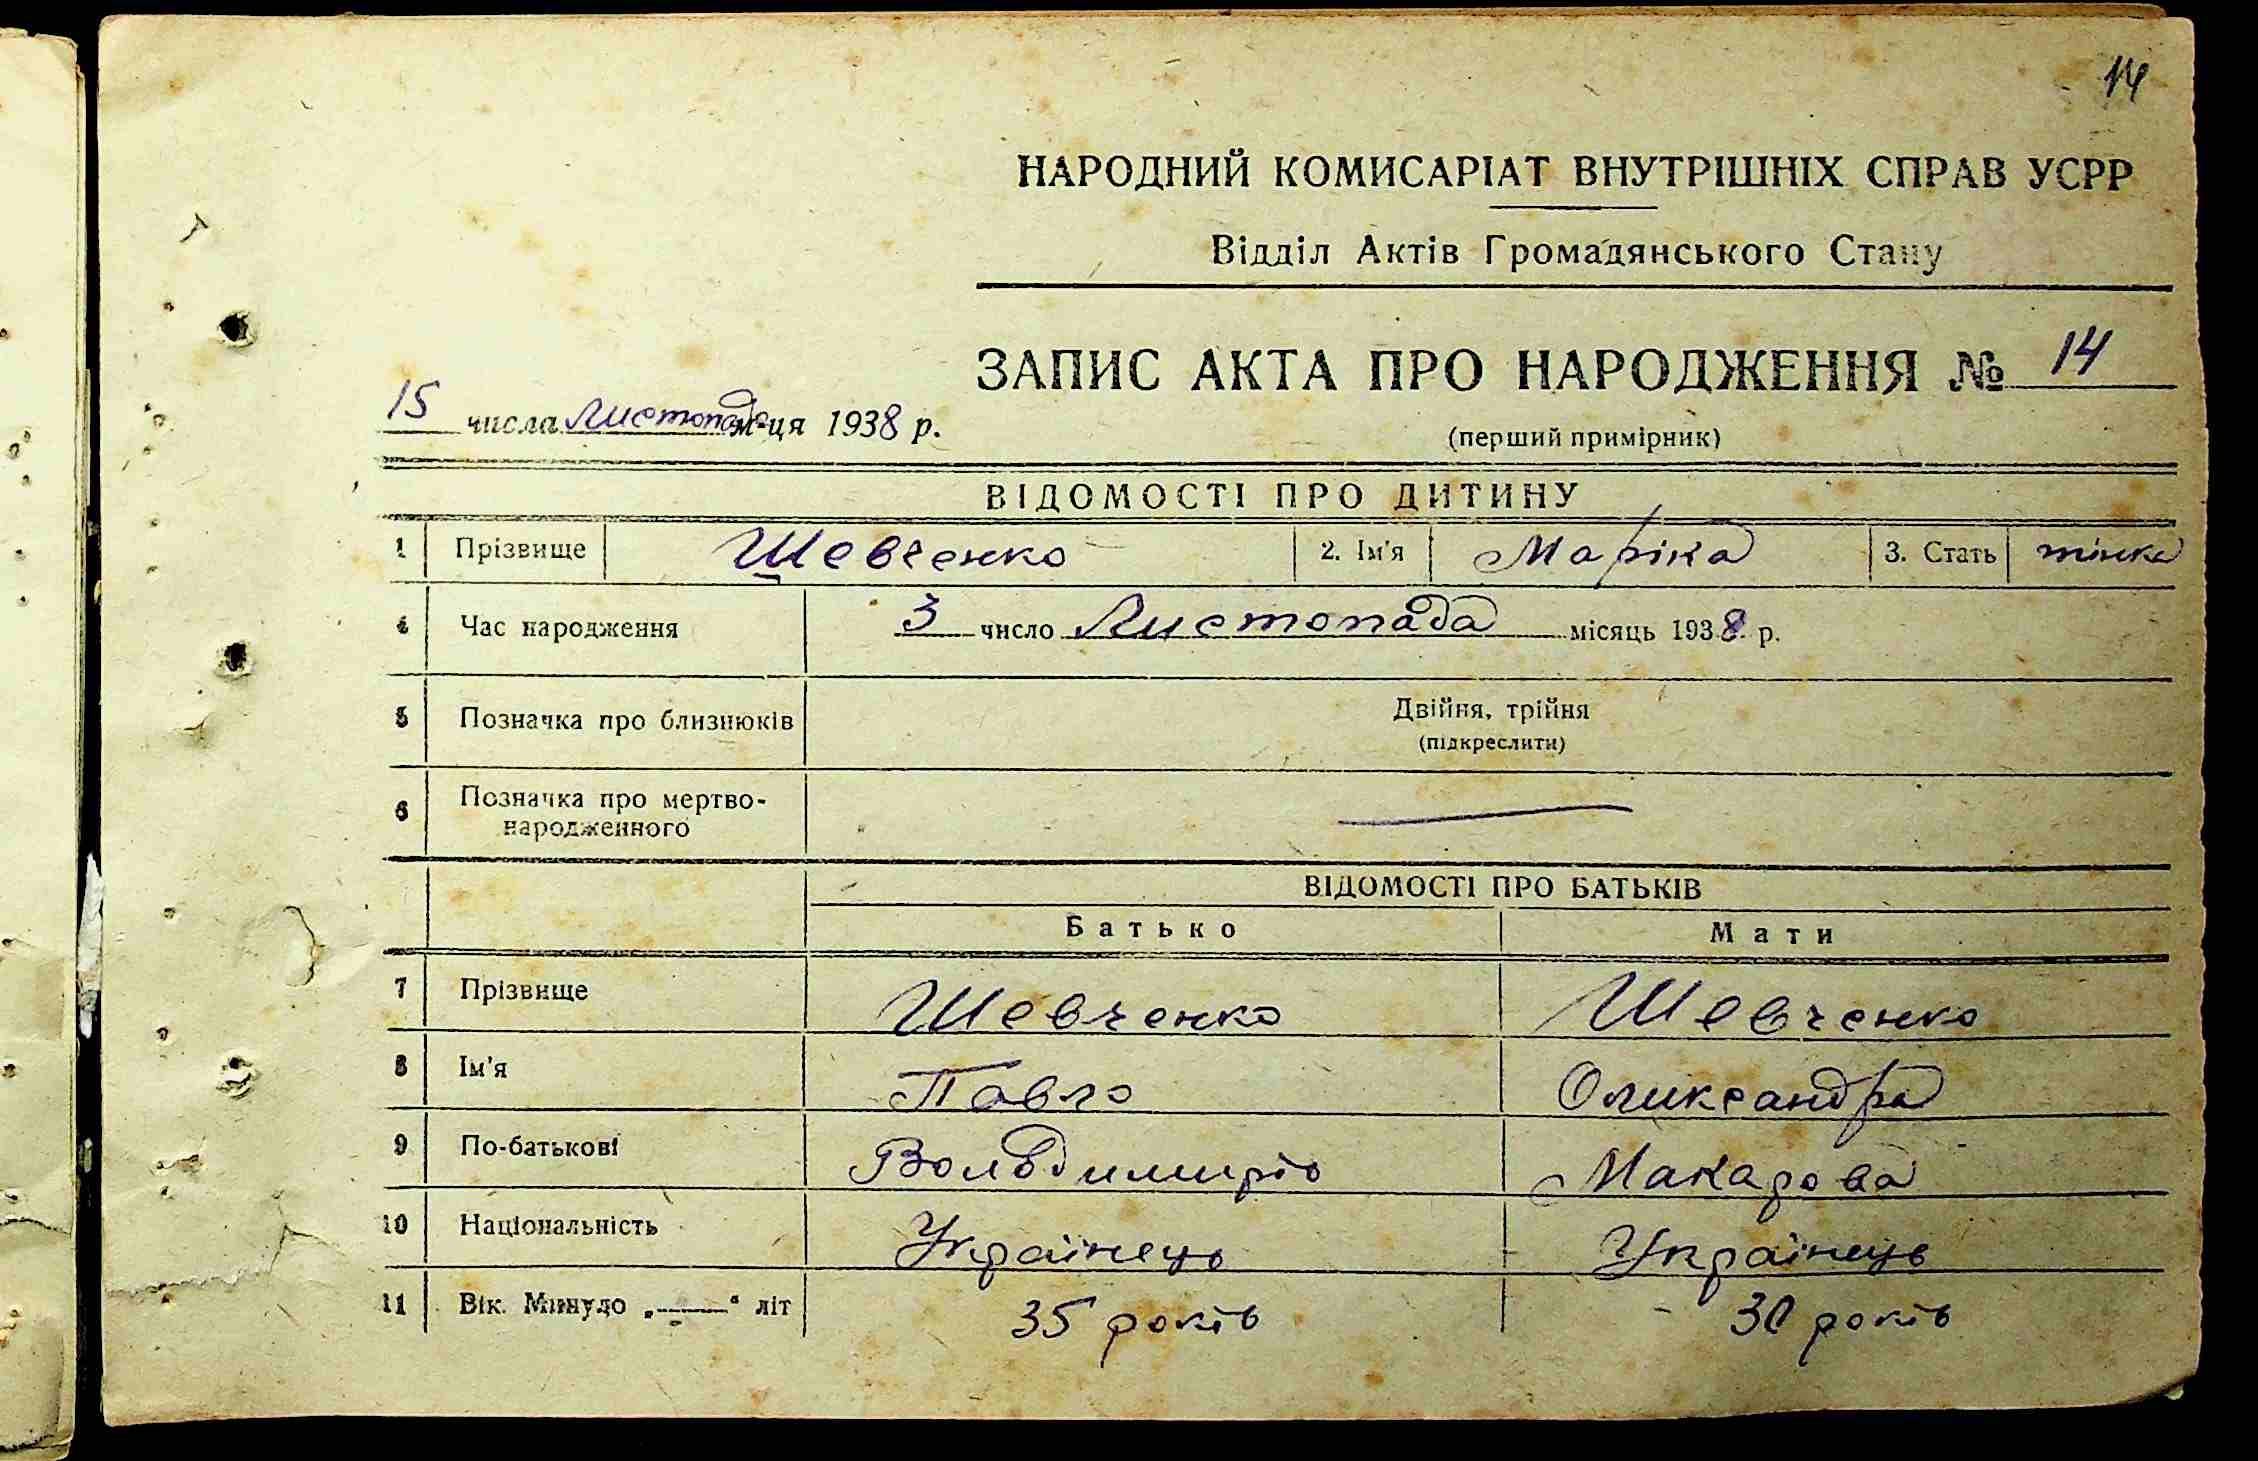 14
НАРОДНИЙ КОМИСАРІАТ ВНУТРІШНІХ СПРАВ УСРР
Відділ Актів Громадянського Стану
ЗАПИС АКТА ПРО НАРОДЖЕННЯ № 14
15 числа Листопада м-ця 1938 р.
(перший примірник)
ВІДОМОСТІ ПРО ДИТИНУ
1 Прізвище Шевченко 2. Ім'я Маріка 3. Стать
4 Час народження 3 число Листопада місяць 1938 р.
5 Позначка про близнюків Двійня, трійня
(підкреслити)
6 Позначка про мертво-
народженного
ВІДОМОСТІ ПРО БАТЬКІВ
Батько Мати
7 Прізвище Шевченко Шевченко
8 Ім'я Павло Олександра
9 По-батькові Макарова
10 Національність Українець Українець
11 Вік. Минуло „——" літ 35 років 30 років